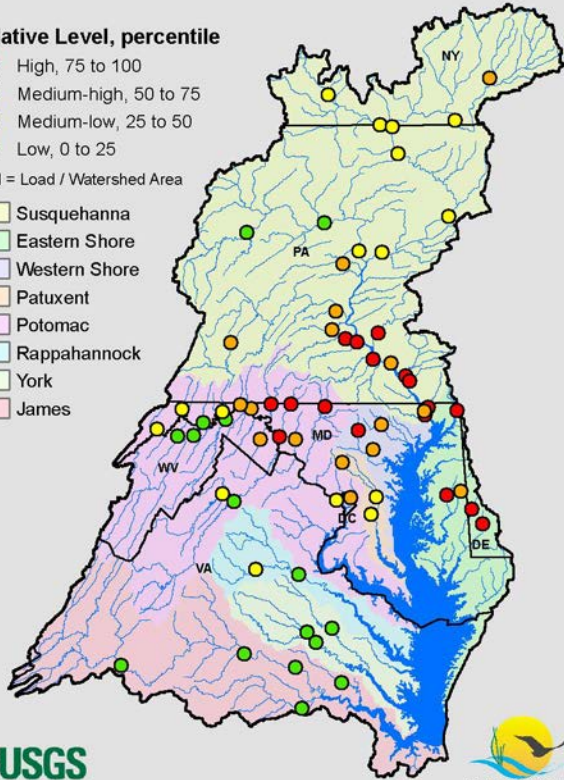 ative Level, percentile
High, 75 to 100
Medium-high, 50 to 75
Medium-low, 25 to 50
Low, 0 to 25
= Load / Watershed Area
Susquehanna
Eastern Shore
Western Shore
Patuxent
Potomac
Rappahannock
York
James
NY
PA
MD
WV
DC
DE
VA
USGS